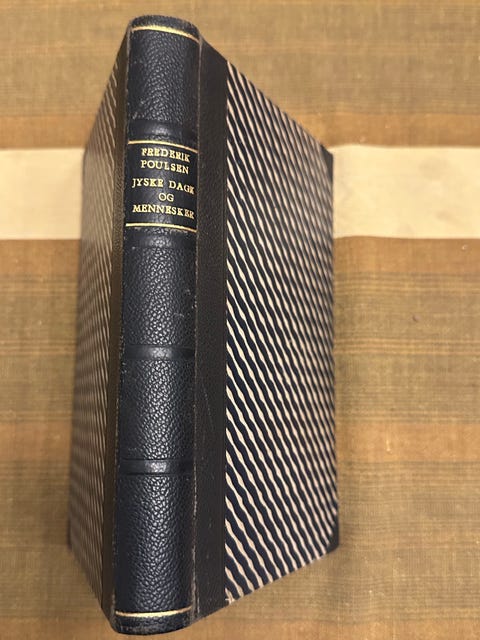 FREDERIK
POULSEN
JYSKE DAGE
OG
MENNESKER